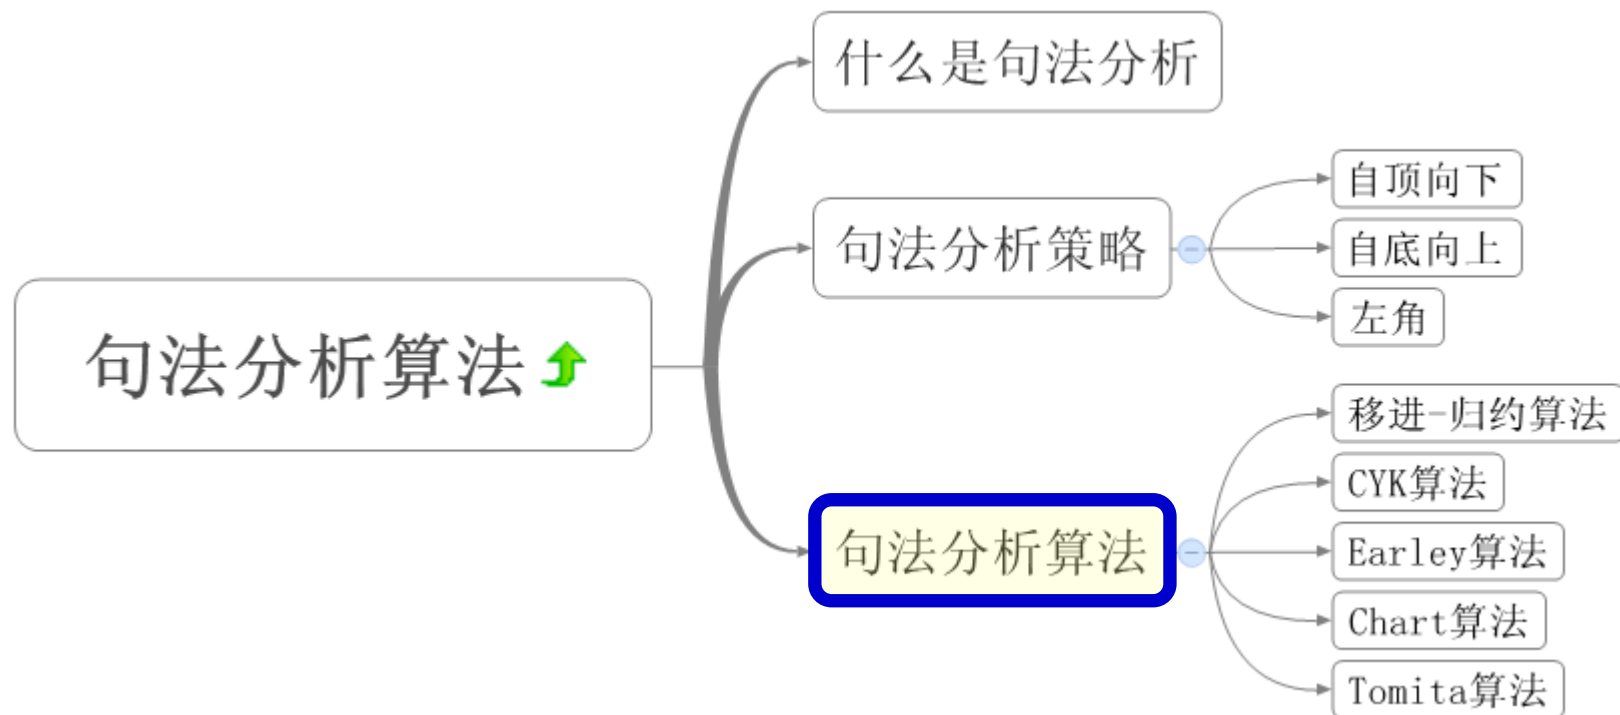 什么是句法分析
句法分析算法
句法分析策略
自顶向下
自底向上
左角
句法分析算法
移进-归约算法
CYK算法
Earley算法
Chart算法
Tomita算法